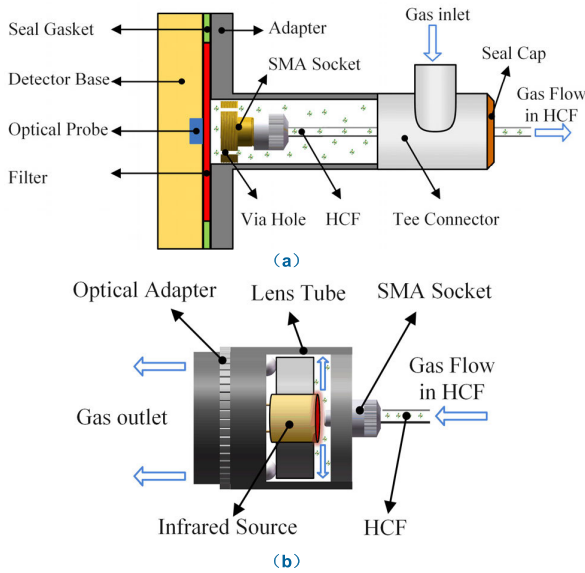 Seal Gasket
Adapter
Gas inlet
Seal Cap
Detector Base
SMA Socket
Gas Flow
in HCF
Optical Probe
Filter
Via Hole
HCF
Tee Connector
(a)
Optical Adapter
Lens Tube
SMA Socket
Gas Flow
in HCF
Gas outlet
Infrared Source
HCF
(b)